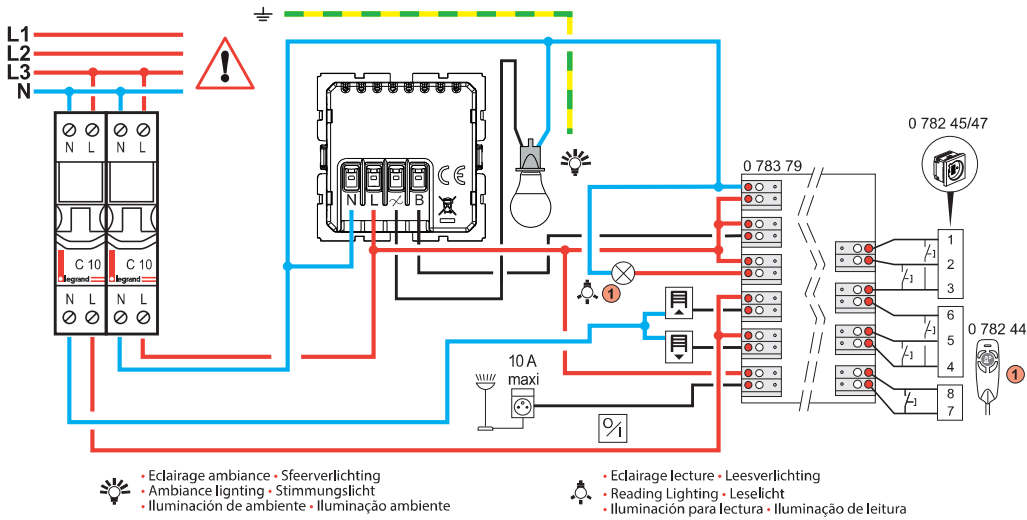 L1
L2
L3
N
N L
N L
C 10
C 10
legrand
legrand
N L
N L
N L B
CE
0 783 79
0 782 45/47
1
2
3
6
5
4
8
7
0 782 44
1
1
10 A
maxi
O/I
• Eclairage ambiance • Sfeerverlichting
• Ambiance lignting • Stimmungslicht
• Iluminación de ambiente • Iluminação ambiente
• Eclairage lecture • Leesverlichting
• Reading Lighting • Leselicht
• Iluminación para lectura • Iluminação de leitura